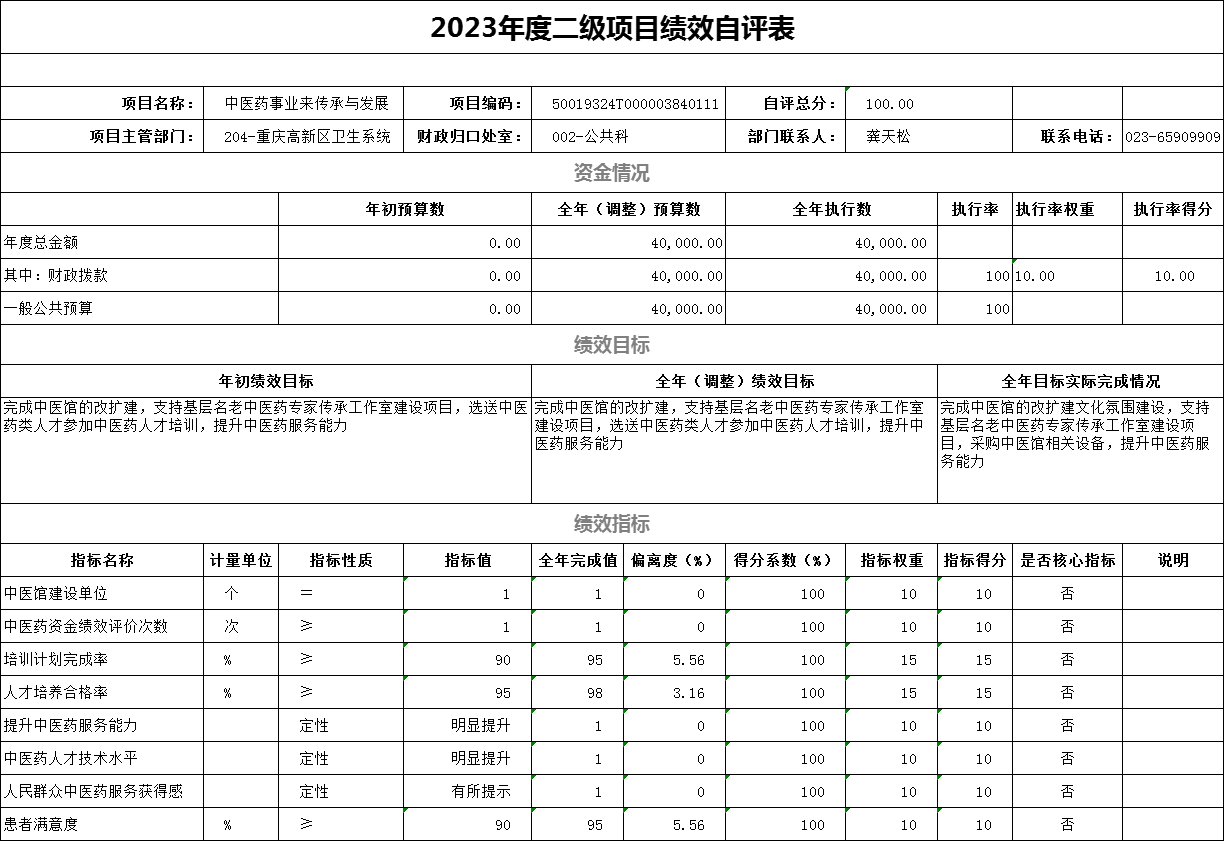 2023年度二级项目绩效自评表
项目名称： 中医药事业来传承与发展 项目编码： 50019324T000003840111 自评总分： 100.00
项目主管部门： 204-重庆高新区卫生系统 财政归口处室： 002-公共科 部门联系人： 龚天松 联系电话： 023-65909909
资金情况
年初预算数 全年（调整）预算数 全年执行数 执行率 执行率权重 执行率得分
年度总金额 0.00 40,000.00 40,000.00
其中：财政拨款 0.00 40,000.00 40,000.00 100 10.00 10.00
一般公共预算 0.00 40,000.00 40,000.00 100
绩效目标
年初绩效目标 全年（调整）绩效目标 全年目标实际完成情况
完成中医馆的改扩建，支持基层名老中医药专家传承工作室建设项目，选送中医
药类人才参加中医药人才培训，提升中医药服务能力
完成中医馆的改扩建，支持基层名老中医药专家传承工作室
建设项目，选送中医药类人才参加中医药人才培训，提升中
医药服务能力
完成中医馆的改扩建文化氛围建设，支持
基层名老中医药专家传承工作室建设项
目，采购中医馆相关设备，提升中医药服
务能力
绩效指标
指标名称 计量单位 指标性质 指标值 全年完成值 偏离度（%） 得分系数（%） 指标权重 指标得分 是否核心指标 说明
中医馆建设单位 个 ＝ 1 1 0 100 10 10 否
中医药资金绩效评价次数 次 ≥ 1 1 0 100 10 10 否
培训计划完成率 % ≥ 90 95 5.56 100 15 15 否
人才培养合格率 % ≥ 95 98 3.16 100 15 15 否
提升中医药服务能力 定性 明显提升 1 0 100 10 10 否
中医药人才技术水平 定性 明显提升 1 0 100 10 10 否
人民群众中医药服务获得感 定性 有所提示 1 0 100 10 10 否
患者满意度 % ≥ 90 95 5.56 100 10 10 否